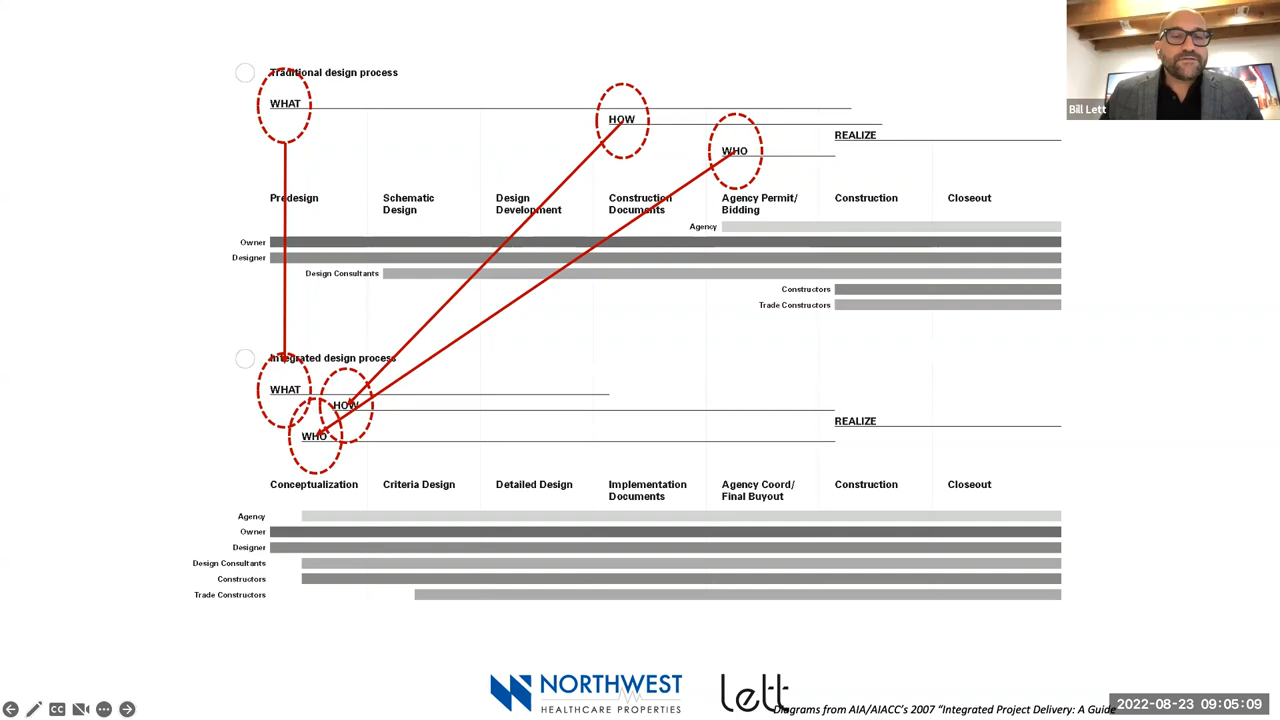 Traditional design process
WHAT
HOW
REALIZE
WHO
Predesign
Schematic
Design
Design
Development
Construction
Documents
Agency Permit/
Bidding
Construction
Closeout
Agency
Owner
Designer
Design Consultants
Constructors
Trade Constructors
Integrated design process
WHAT
HOW
REALIZE
WHO
Conceptualization
Criteria Design
Detailed Design
Implementation
Documents
Agency Coord/
Final Buyout
Construction
Closeout
Agency
Owner
Designer
Design Consultants
Constructors
Trade Constructors
NORTHWEST
HEALTHCARE PROPERTIES
lett
Diagrams from AIA/AIACC's 2007 “Integrated Project Delivery: A Guide
Bill Lett
CC
2022-08-23 09:05:09